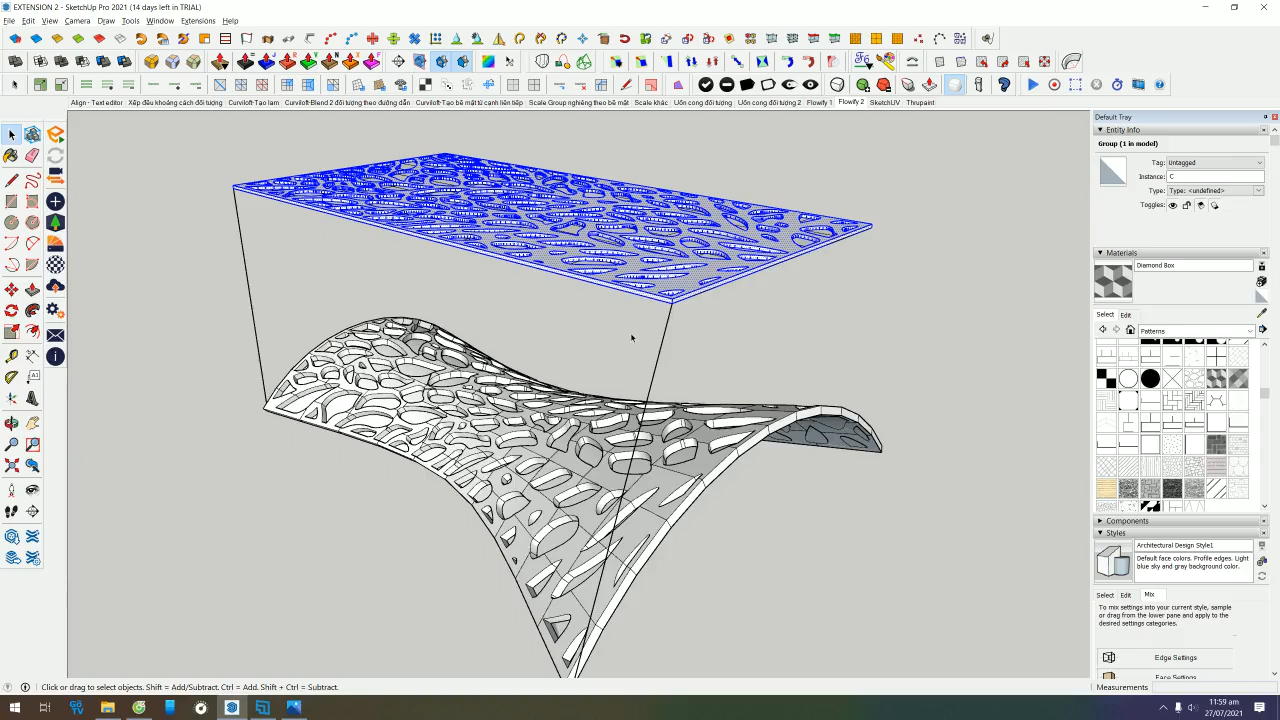 EXTENSION 2 - SketchUp Pro 2021 (14 days left in TRIAL)
File Edit View Camera Draw Tools Window Extensions Help
Align - Text editor Xếp đều khoảng cách đối tượng Curviloft-Tạo lam Curviloft-Blend 2 đối tượng theo đường dẫn Curviloft-Tạo bề mặt từ cạnh liên tiếp Scale Group nghiêng theo bề mặt Scale khác Uốn cong đối tượng Uốn cong đối tượng 2 Flowify 1 Flowify 2 SketchUV Thrupaint
Default Tray
Entity Info
Group (1 in model)
Tag: Untagged
Instance: C
Type: Type: <undefined>
Toggles:
Materials
Diamond Box
Select Edit
Patterns
Components
Styles
Architectural Design Style1
Default face colors. Profile edges. Light
blue sky and gray background color.
Select Edit Mix
To mix settings into your current style, sample
or drag from the lower pane and apply to the
desired settings categories.
Edge Settings
Face Settings
Click or drag to select objects. Shift = Add/Subtract. Ctrl = Add. Shift + Ctrl = Subtract.
Measurements
11:59 am
27/07/2021